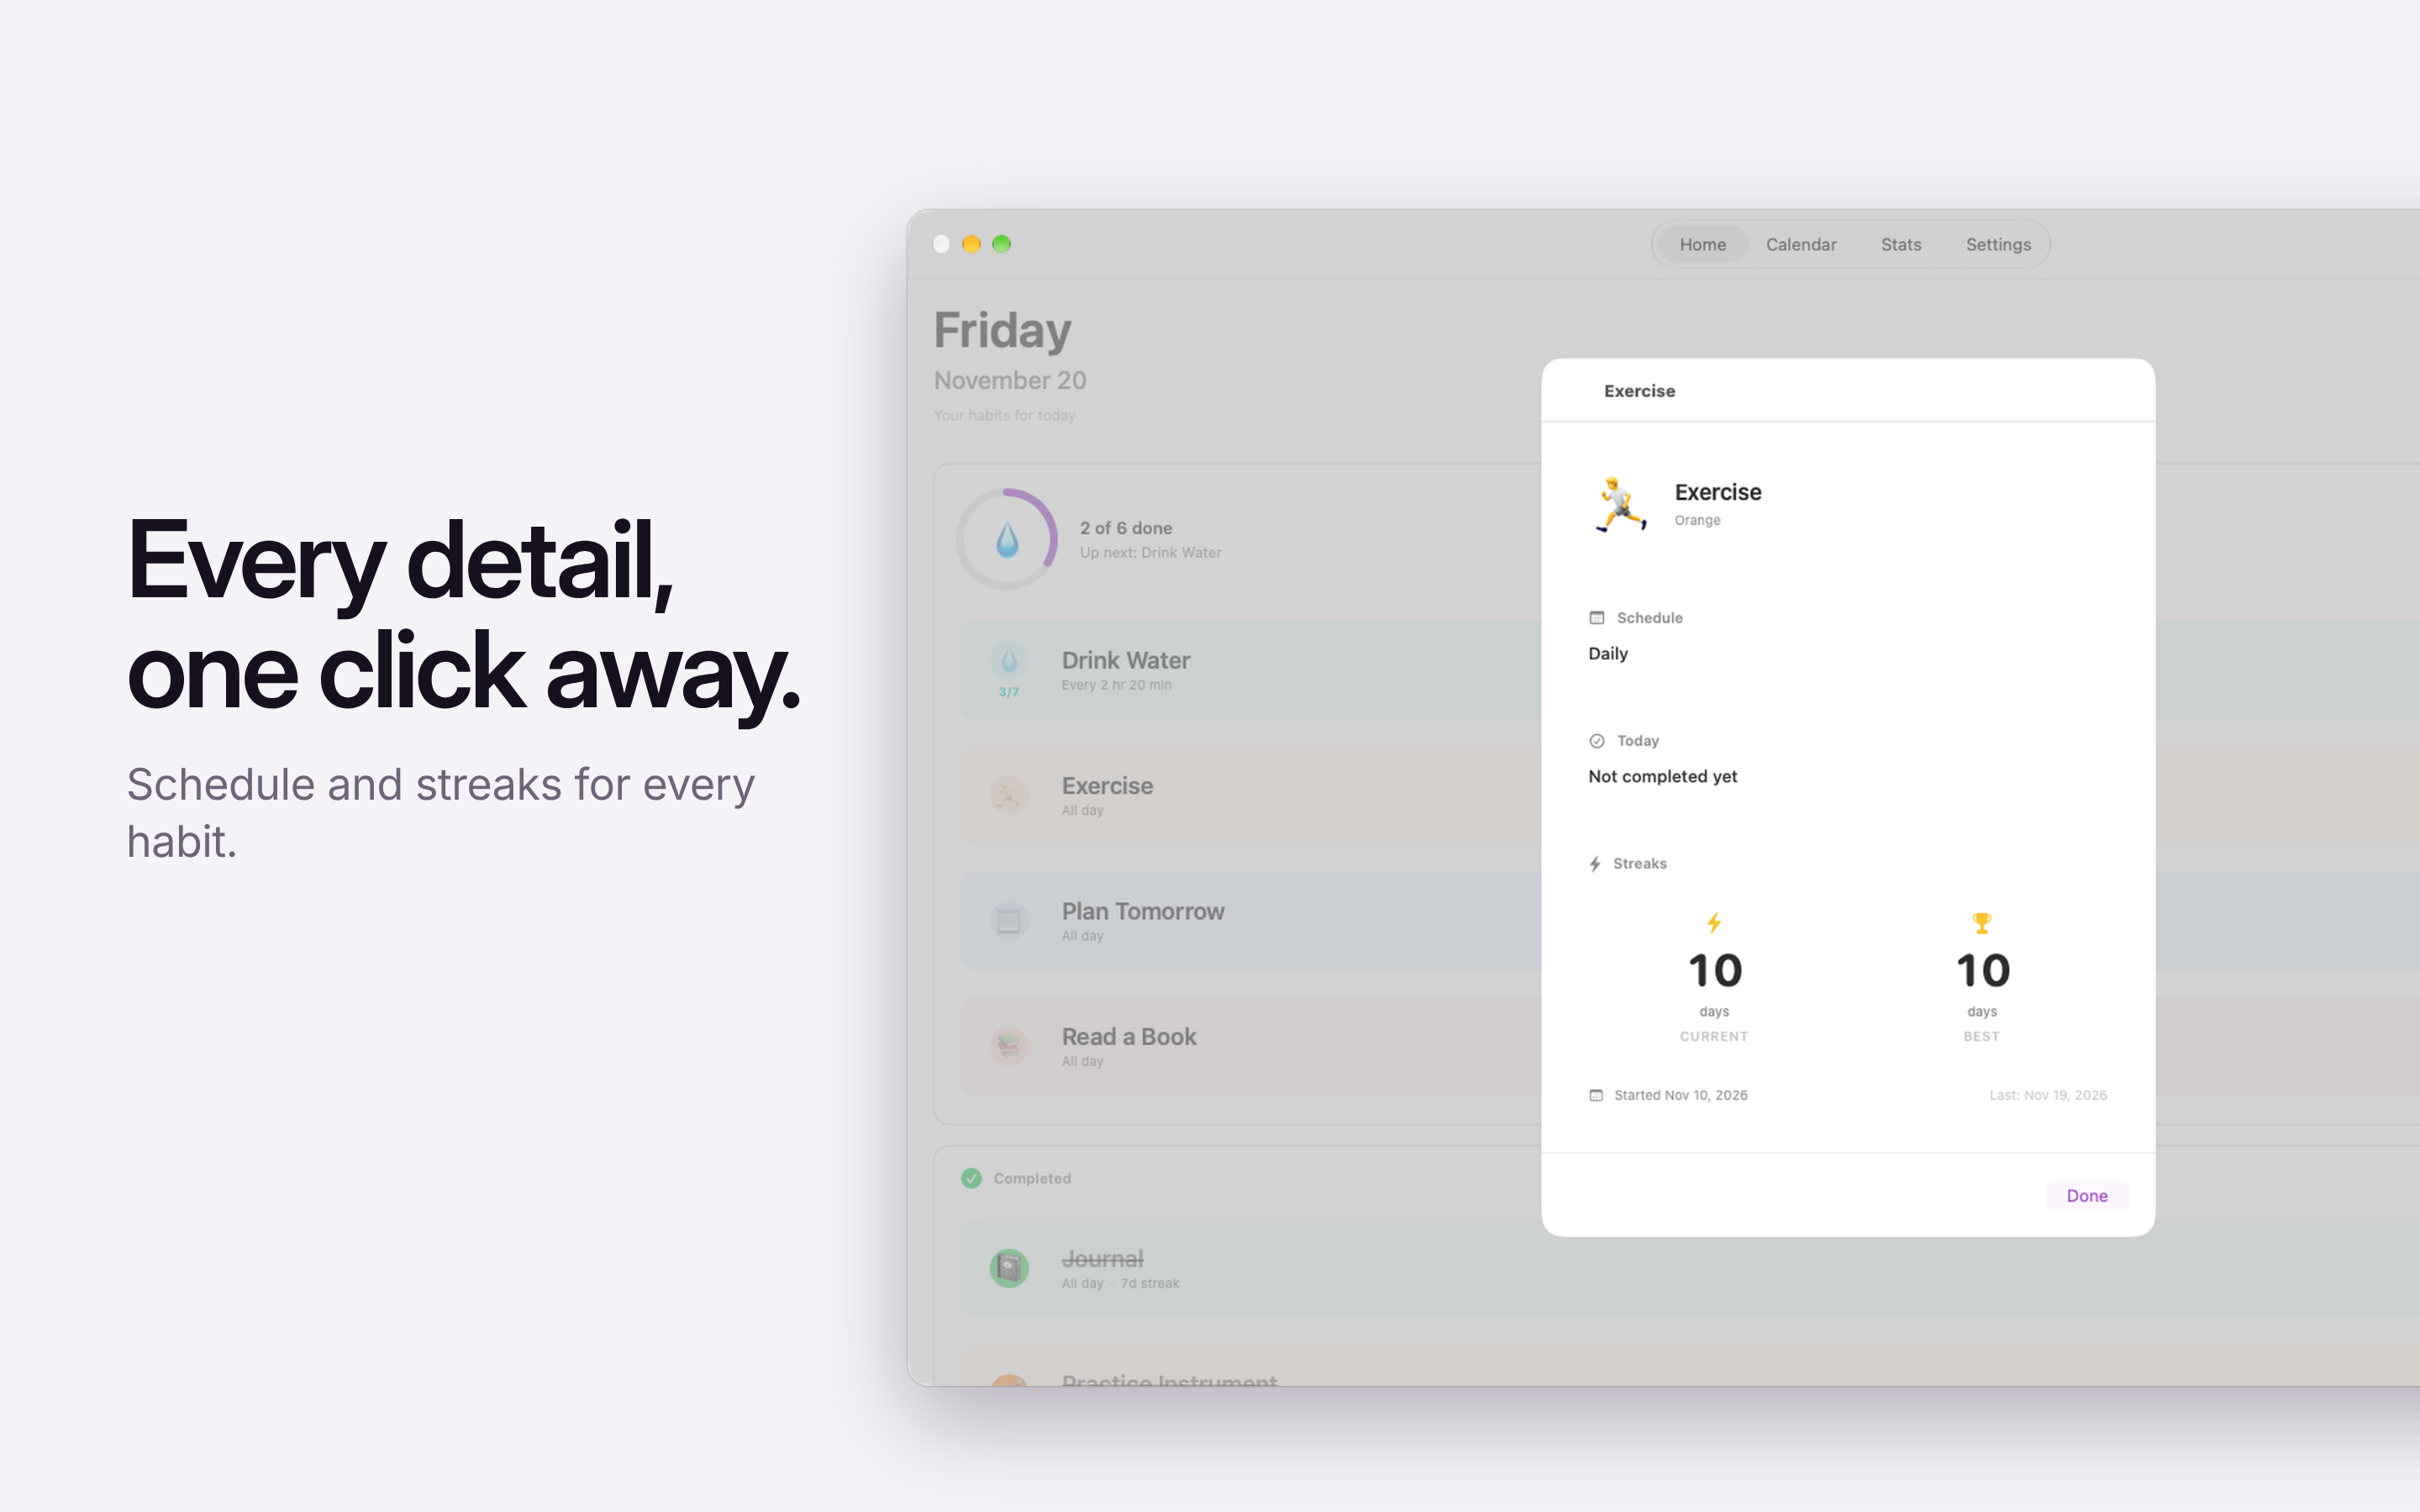 Every detail,
one click away.
Schedule and streaks for every
habit.
Home
Calendar
Stats
Settings
Friday
November 20
Your habits for today
2 of 6 done
Up next: Drink Water
3/7
Drink Water
Every 2 hr 20 min
Exercise
All day
Plan Tomorrow
All day
Read a Book
All day
Completed
Journal
All day · 7d streak
Practice Instrument
Exercise
Exercise
Orange
Schedule
Daily
Today
Not completed yet
Streaks
10
days
CURRENT
10
days
BEST
Started Nov 10, 2026
Last: Nov 19, 2026
Done